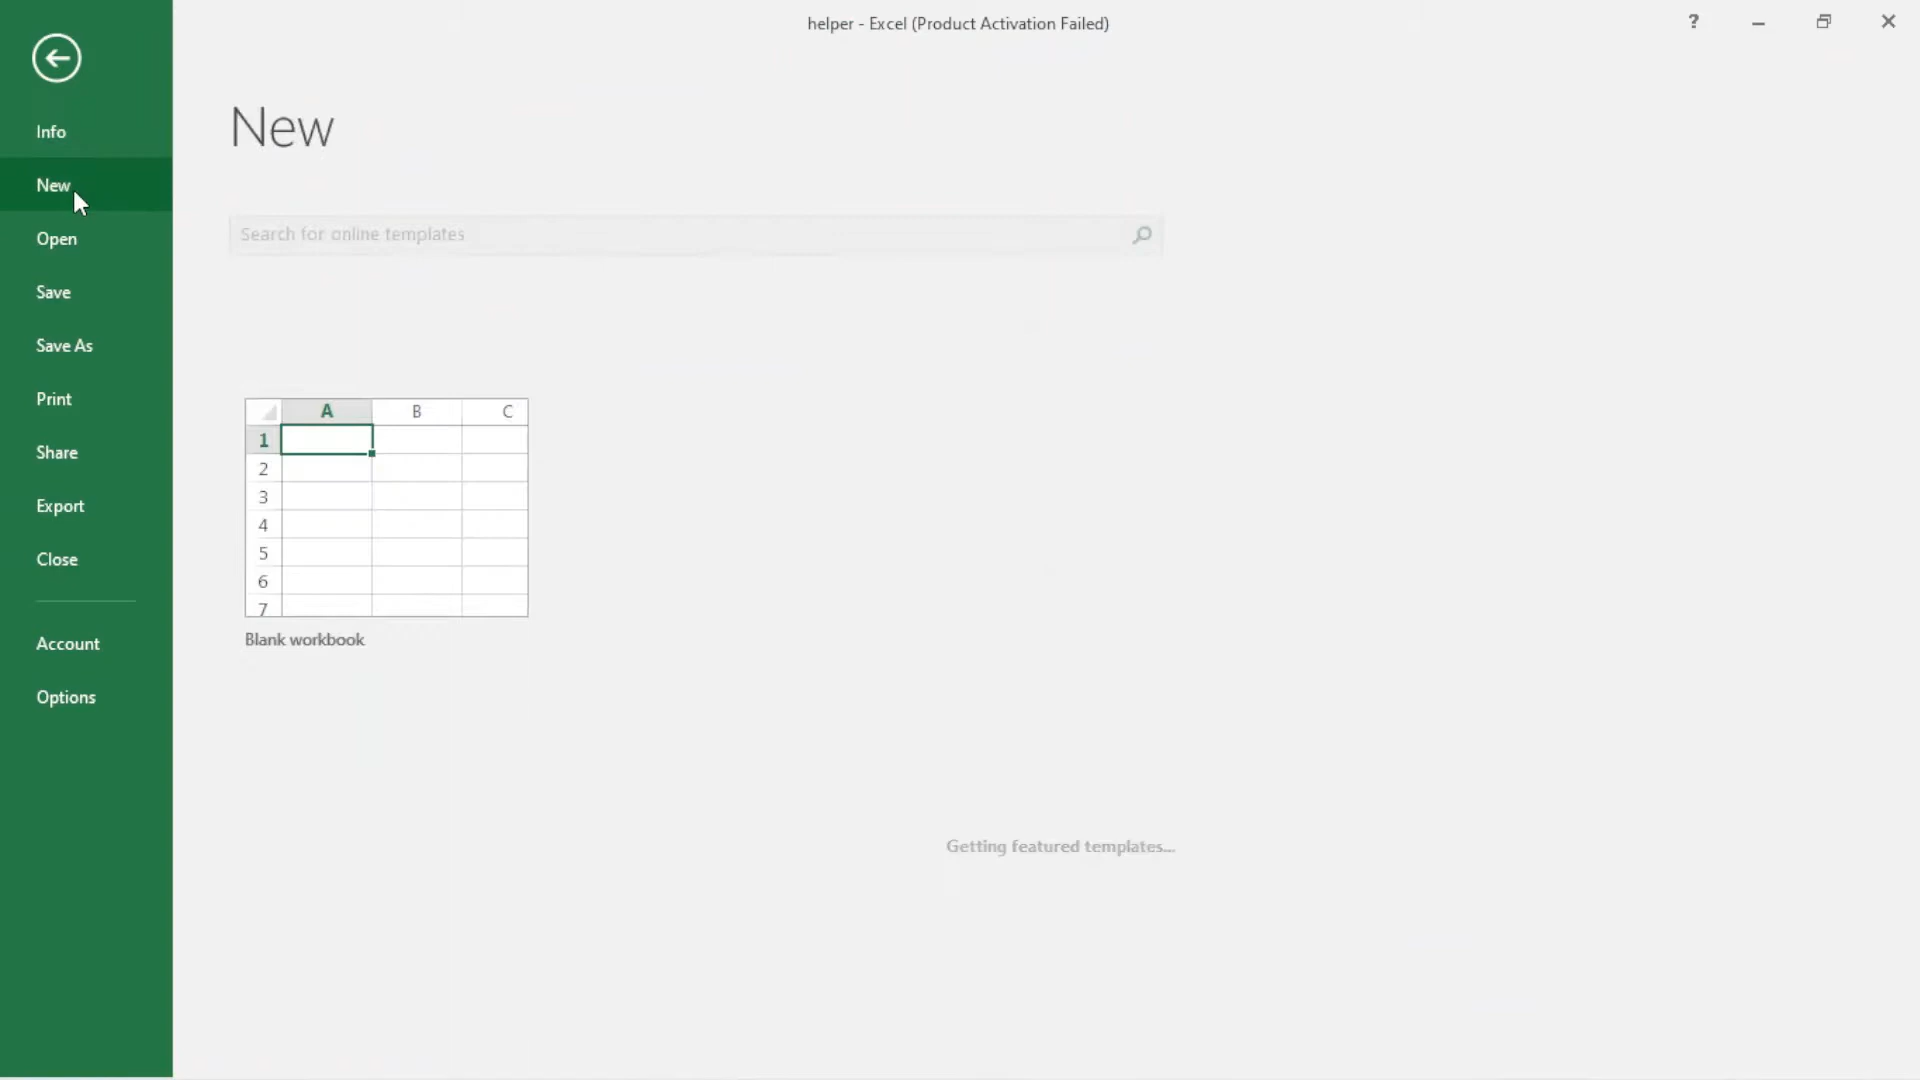 helper - Excel (Product Activation Failed)
?
Info
New
Open
Save
Save As
Print
Share
Export
Close
Account
Options
New
Search for online templates
A B C
1
2
3
4
5
6
7
Blank workbook
Getting featured templates...